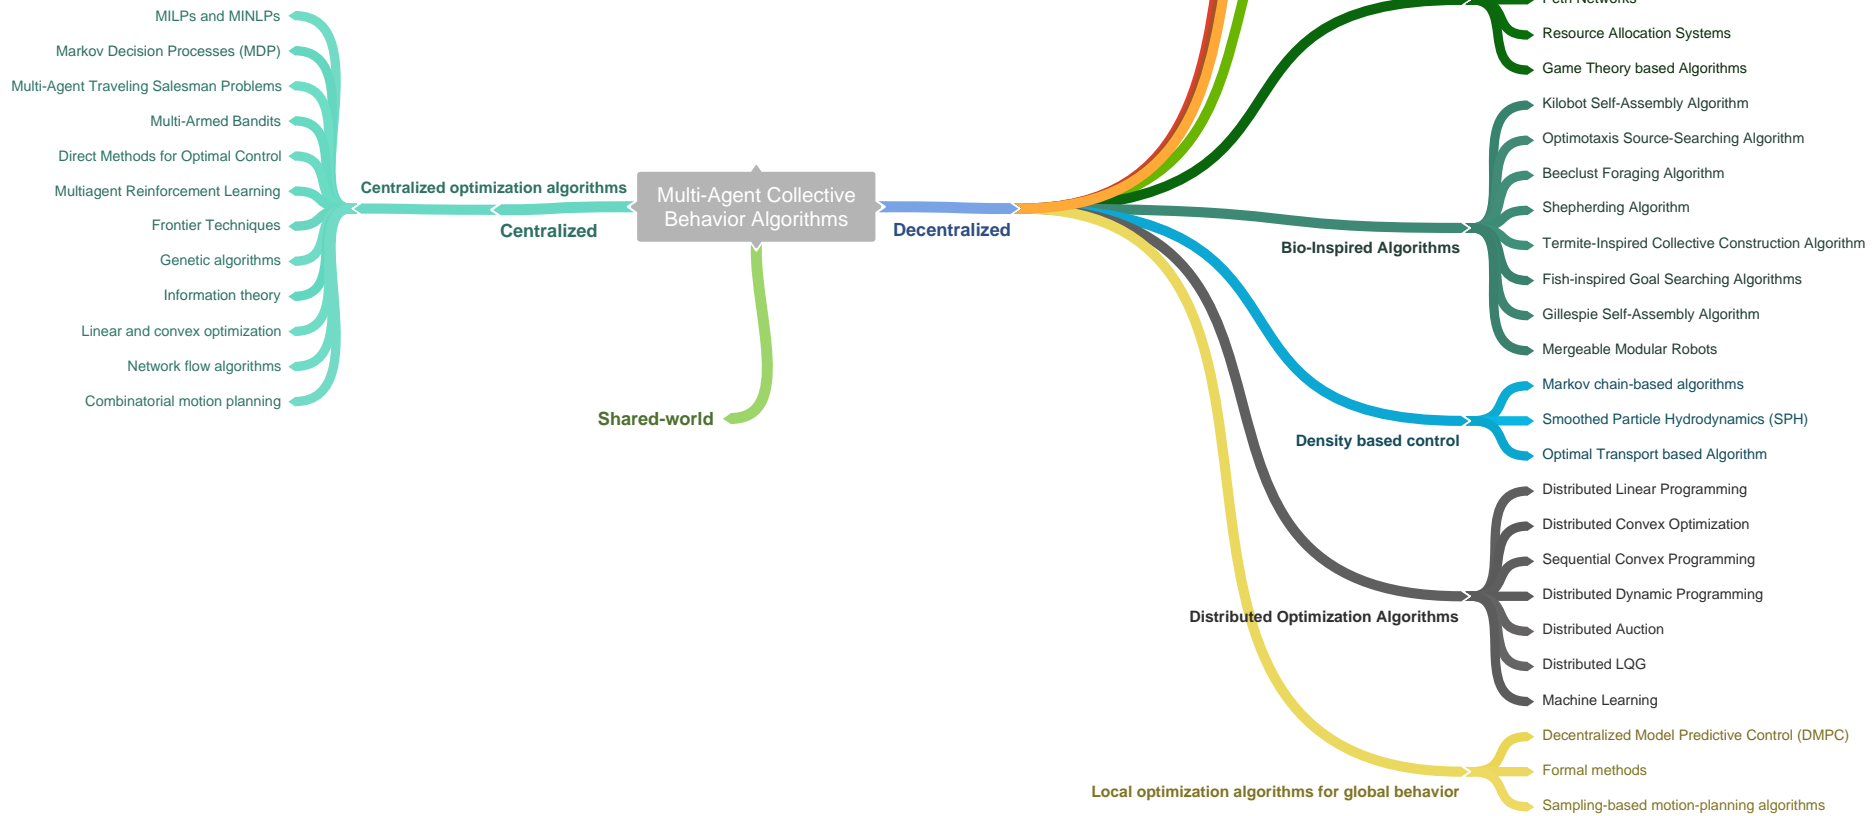 MILPs and MINLPs
Markov Decision Processes (MDP)
Multi-Agent Traveling Salesman Problems
Multi-Armed Bandits
Direct Methods for Optimal Control
Multiagent Reinforcement Learning
Frontier Techniques
Genetic algorithms
Information theory
Linear and convex optimization
Network flow algorithms
Combinatorial motion planning
Centralized optimization algorithms
Centralized
Multi-Agent Collective
Behavior Algorithms
Shared-world
Decentralized
Petri Networks
Resource Allocation Systems
Game Theory based Algorithms
Bio-Inspired Algorithms
Kilobot Self-Assembly Algorithm
Optimotaxis Source-Searching Algorithm
Beeclust Foraging Algorithm
Shepherding Algorithm
Termite-Inspired Collective Construction Algorithm
Fish-inspired Goal Searching Algorithms
Gillespie Self-Assembly Algorithm
Mergeable Modular Robots
Density based control
Markov chain-based algorithms
Smoothed Particle Hydrodynamics (SPH)
Optimal Transport based Algorithm
Distributed Optimization Algorithms
Distributed Linear Programming
Distributed Convex Optimization
Sequential Convex Programming
Distributed Dynamic Programming
Distributed Auction
Distributed LQG
Machine Learning
Local optimization algorithms for global behavior
Decentralized Model Predictive Control (DMPC)
Formal methods
Sampling-based motion-planning algorithms